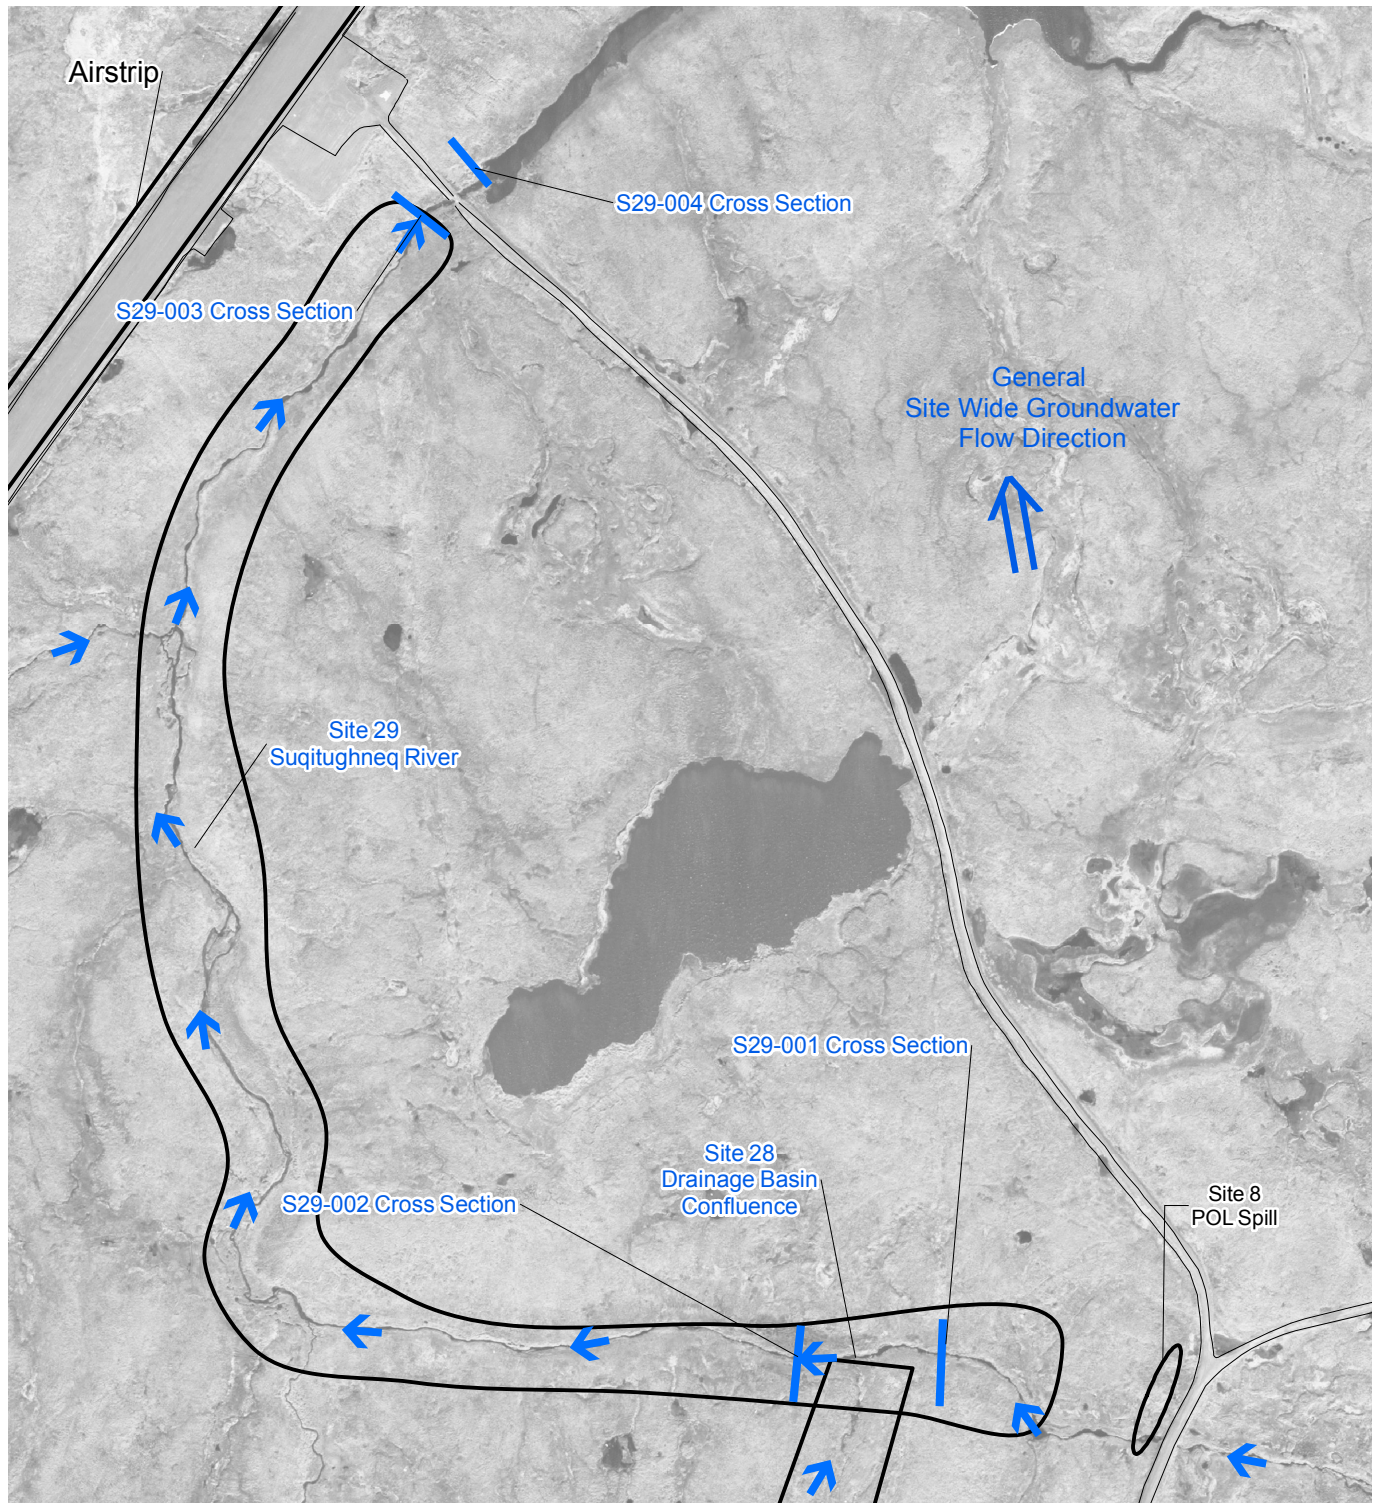 Airstrip
S29-004 Cross Section
S29-003 Cross Section
General
Site Wide Groundwater
Flow Direction
Site 29
Suqitughneq River
S29-001 Cross Section
Site 28
Drainage Basin
Confluence
S29-002 Cross Section
Site 8
POL Spill